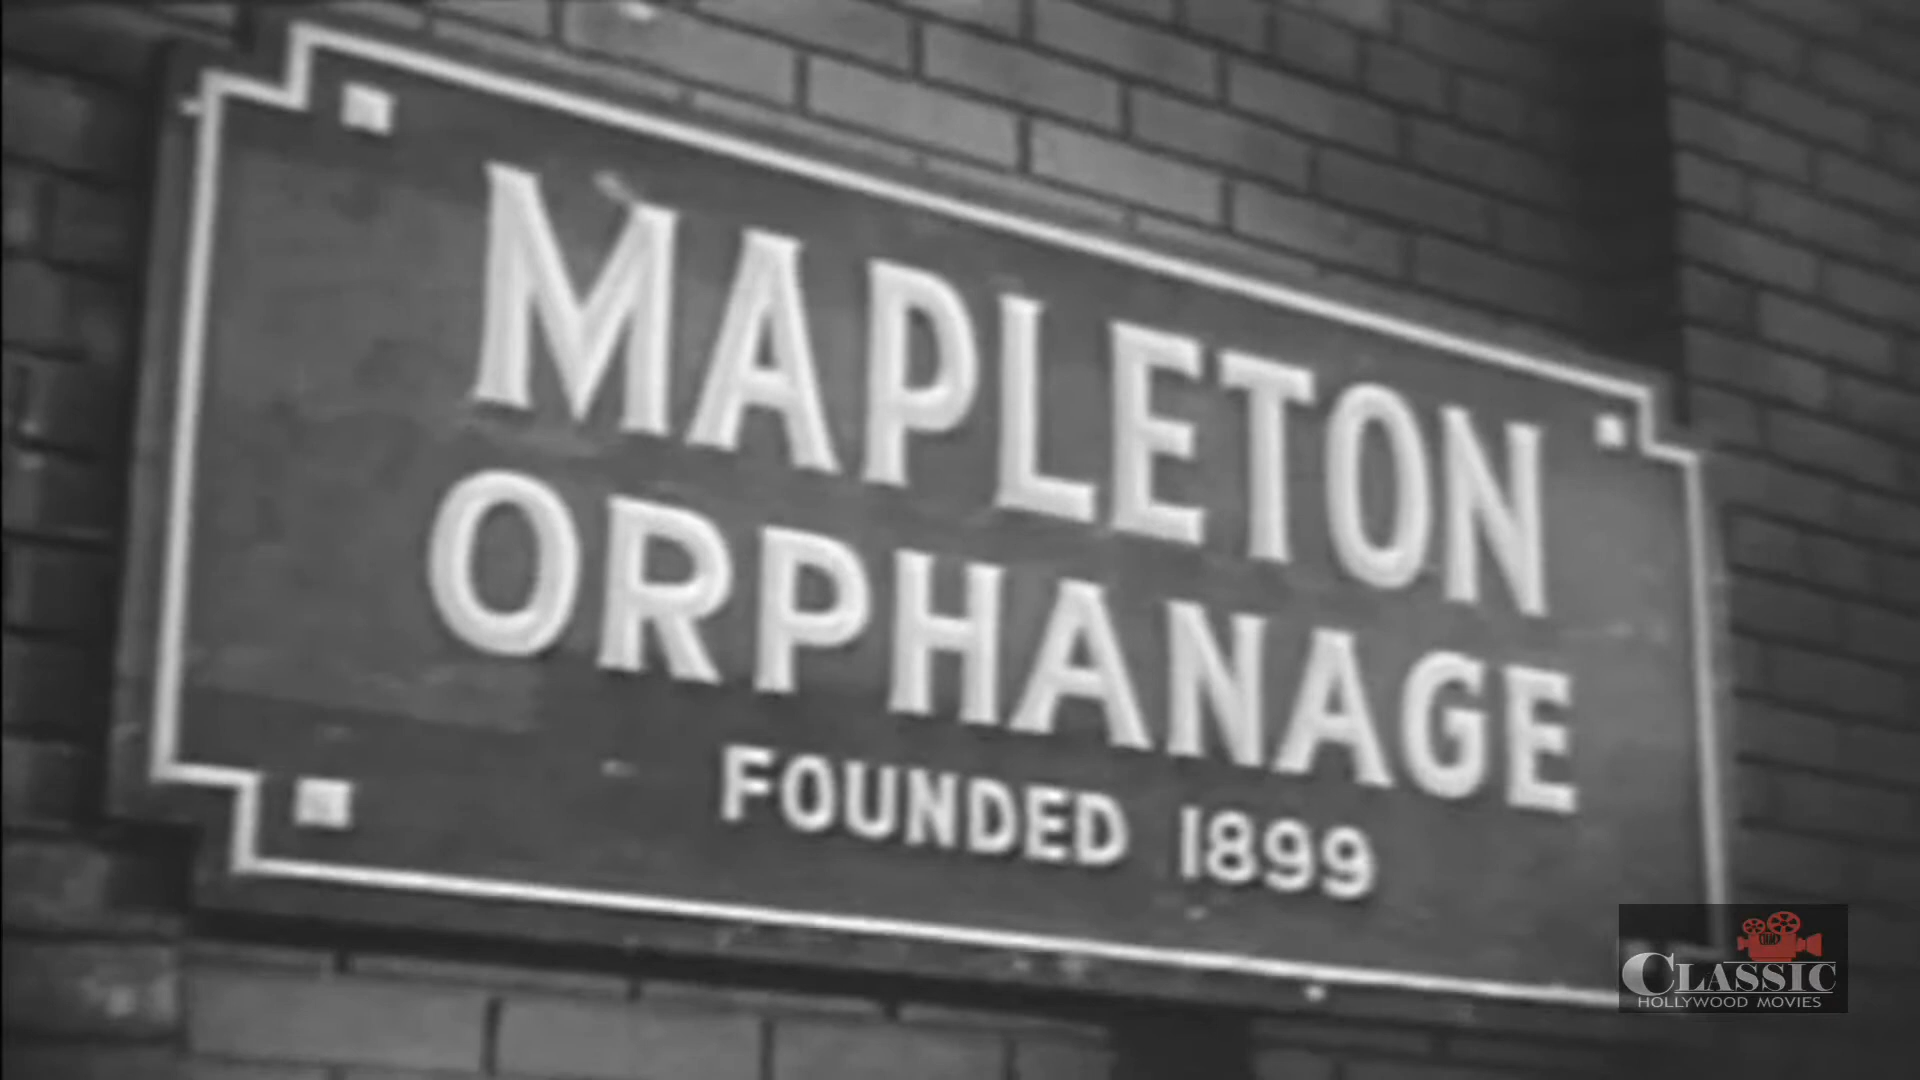 MAPLETON
ORPHANAGE
FOUNDED 1899
CLASSIC
HOLLYWOOD MOVIES